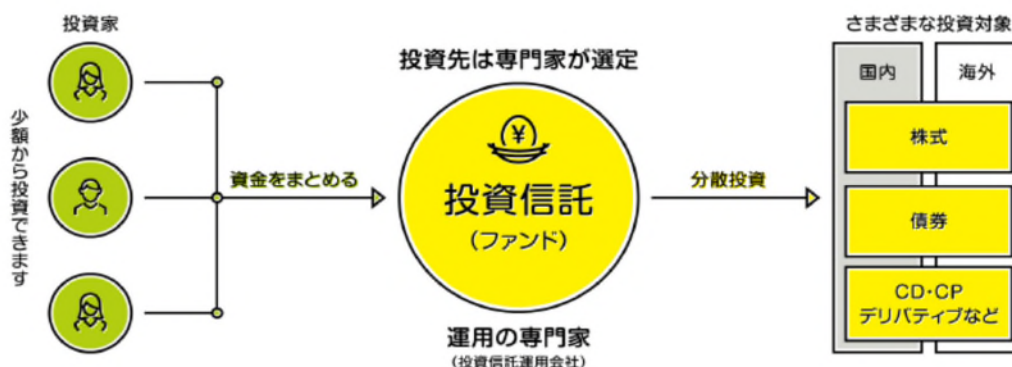 投資家
少額から投資できます
資金をまとめる
投資先は専門家が選定
¥
投資信託
(ファンド)
運用の専門家
(投資信託運用会社)
分散投資
さまざまな投資対象
国内
海外
株式
債券
CD・CP
デリバティブなど